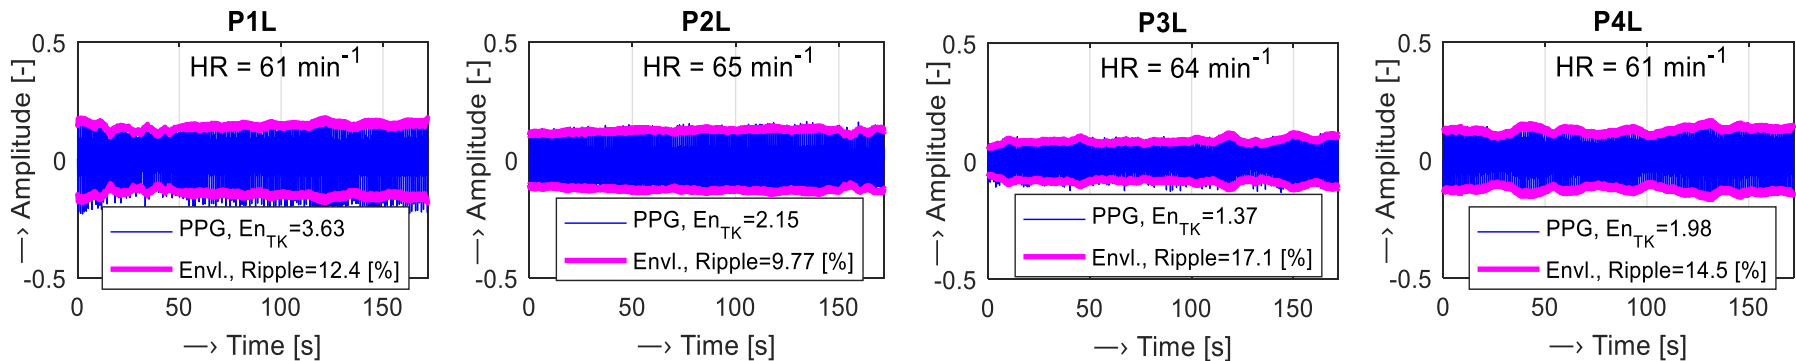 P1L
0.5
0
-0.5
—> Amplitude [-]
HR = 61 min⁻¹
PPG, En_TK=3.63
Envl., Ripple=12.4 [%]
0 50 100 150
—> Time [s]
P2L
0.5
0
-0.5
—> Amplitude [-]
HR = 65 min⁻¹
PPG, En_TK=2.15
Envl., Ripple=9.77 [%]
0 50 100 150
—> Time [s]
P3L
0.5
0
-0.5
—> Amplitude [-]
HR = 64 min⁻¹
PPG, En_TK=1.37
Envl., Ripple=17.1 [%]
0 50 100 150
—> Time [s]
P4L
0.5
0
-0.5
—> Amplitude [-]
HR = 61 min⁻¹
PPG, En_TK=1.98
Envl., Ripple=14.5 [%]
0 50 100 150
—> Time [s]